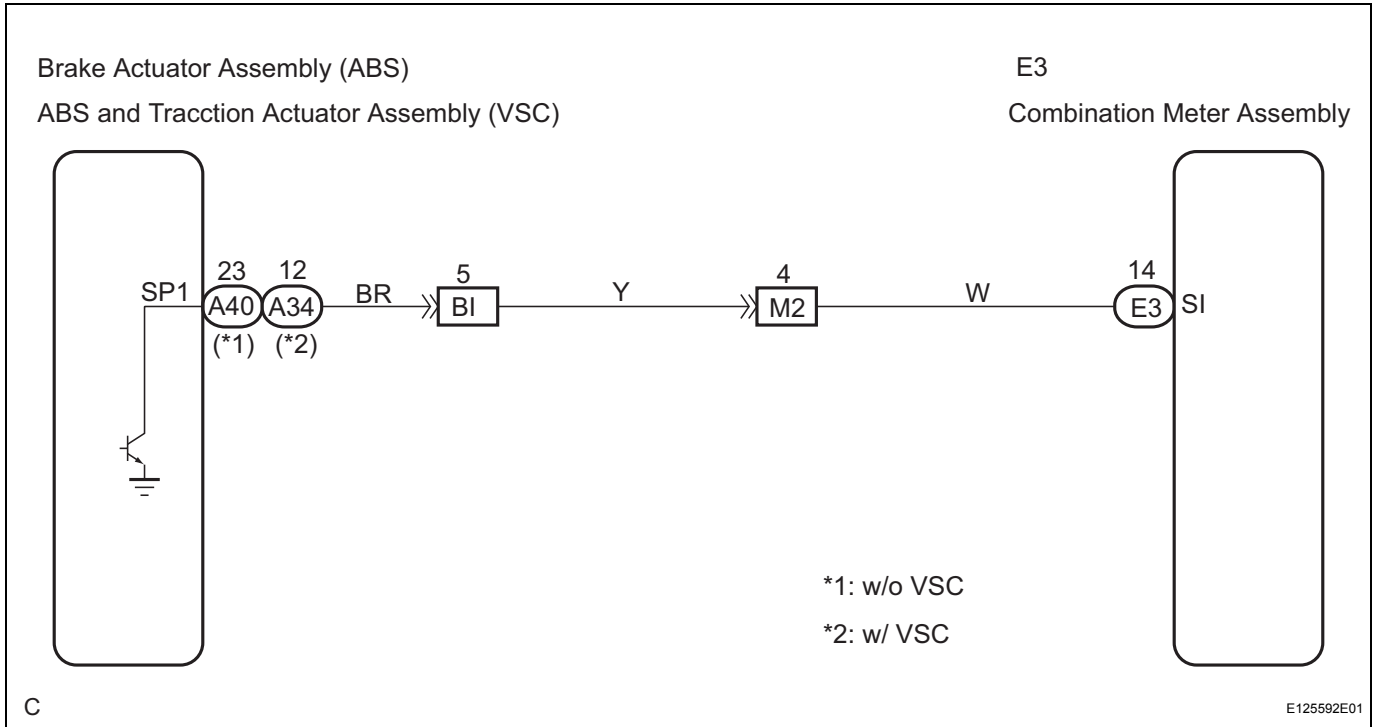 Brake Actuator Assembly (ABS)
E3
ABS and Tracction Actuator Assembly (VSC)
Combination Meter Assembly
23
12
5
4
14
SP1
A40
A34
BR
BI
Y
M2
W
E3
SI
(*1)
(*2)
*1: w/o VSC
*2: w/ VSC
C
E125592E01